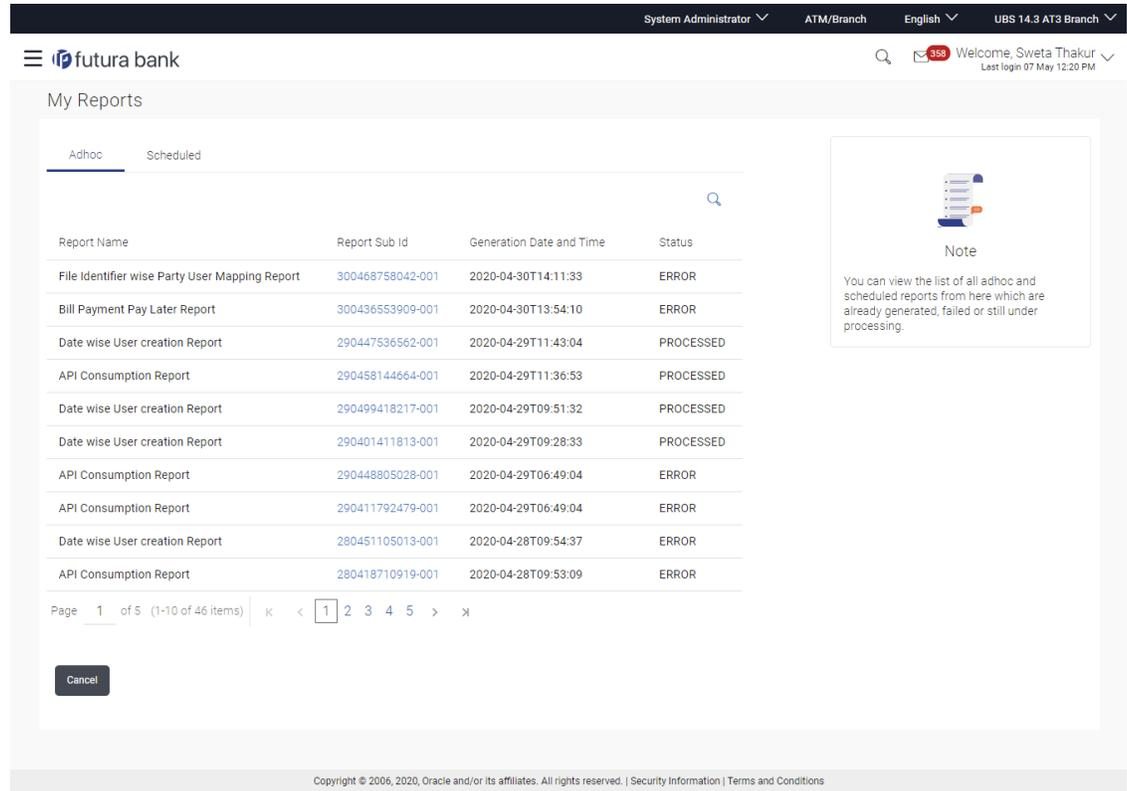 System Administrator ATM/Branch English UBS 14.3 AT3 Branch
futura bank 358 Welcome, Sweta Thakur
Last login 07 May 12:20 PM
My Reports
Adhoc Scheduled
Report Name Report Sub Id Generation Date and Time Status
File Identifier wise Party User Mapping Report 300468758042-001 2020-04-30T14:11:33 ERROR
Bill Payment Pay Later Report 300436553909-001 2020-04-30T13:54:10 ERROR
Date wise User creation Report 290447536562-001 2020-04-29T11:43:04 PROCESSED
API Consumption Report 290458144664-001 2020-04-29T11:36:53 PROCESSED
Date wise User creation Report 290499418217-001 2020-04-29T09:51:32 PROCESSED
Date wise User creation Report 290401411813-001 2020-04-29T09:28:33 PROCESSED
API Consumption Report 290448805028-001 2020-04-29T06:49:04 ERROR
API Consumption Report 290411792479-001 2020-04-29T06:49:04 ERROR
Date wise User creation Report 280451105013-001 2020-04-28T09:54:37 ERROR
API Consumption Report 280418710919-001 2020-04-28T09:53:09 ERROR
Page 1 of 5 (1-10 of 46 items) 1 2 3 4 5
Cancel
Note
You can view the list of all adhoc and
scheduled reports from here which are
already generated, failed or still under
processing.
Copyright © 2006, 2020, Oracle and/or its affiliates. All rights reserved. | Security Information | Terms and Conditions